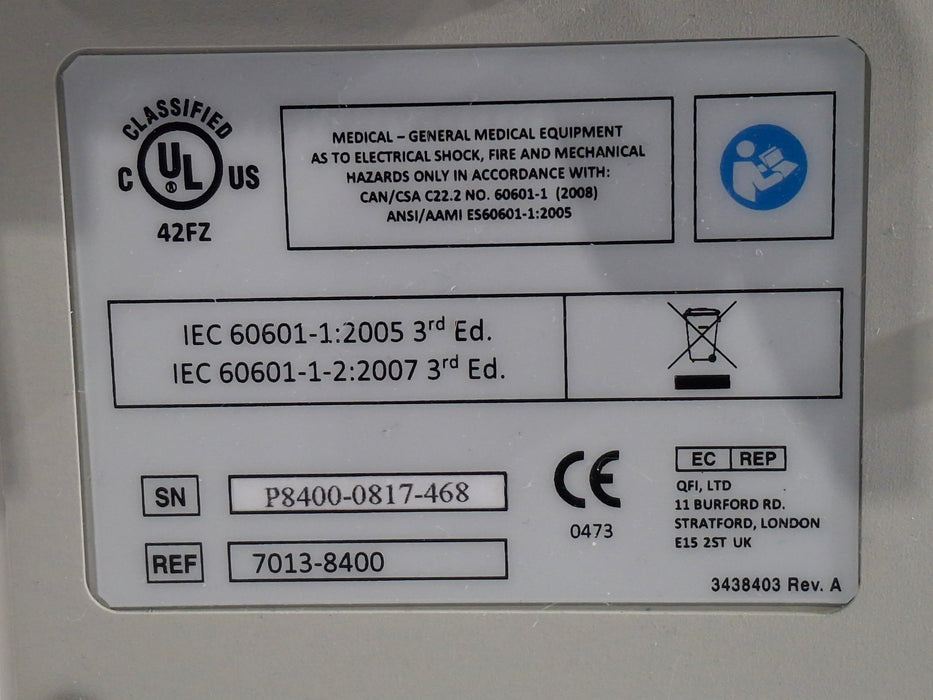 CLASSIFIED
C UL ® US
42FZ
MEDICAL – GENERAL MEDICAL EQUIPMENT
AS TO ELECTRICAL SHOCK, FIRE AND MECHANICAL
HAZARDS ONLY IN ACCORDANCE WITH:
CAN/CSA C22.2 NO. 60601-1 (2008)
ANSI/AAMI ES60601-1:2005
IEC 60601-1:2005 3rd Ed.
IEC 60601-1-2:2007 3rd Ed.
SN P8400-0817-468
REF 7013-8400
CE
0473
EC REP
QFI, LTD
11 BURFORD RD.
STRATFORD, LONDON
E15 2ST UK
3438403 Rev. A